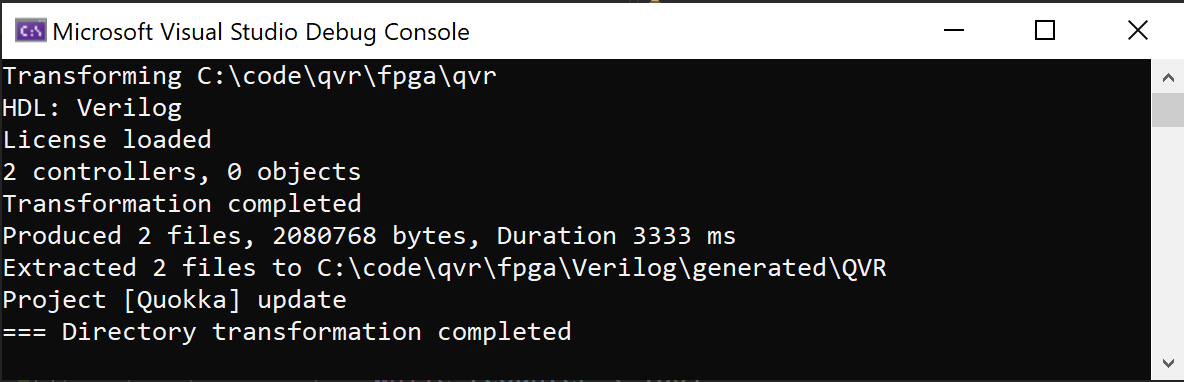 C:\
Microsoft Visual Studio Debug Console
Transforming C:\code\qvr\fpga\qvr
HDL: Verilog
License loaded
2 controllers, 0 objects
Transformation completed
Produced 2 files, 2080768 bytes, Duration 3333 ms
Extracted 2 files to C:\code\qvr\fpga\Verilog\generated\QVR
Project [Quokka] update
=== Directory transformation completed